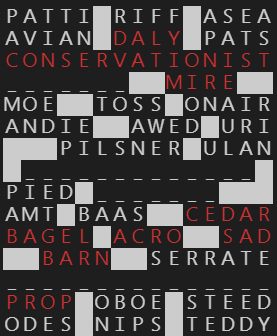 PATTI RIFF ASEA
AVIAN DALY PATS
CONSERVATIONIST
_ _ _ _ _ _ _ MIRE
MOE TOSS ONAIR
ANDIE AWED URI
PILSNER ULAN
_ _ _ _ _ _ _ _ _ _ _ _ _
PIED _ _ _ _ _ _ _
AMT BAAS CEDAR
BAGEL ACRO SAD
BARN SERRATE
_ _ _ _ _ _ _ _ _ _ _ _ _ _ _
PROP OBOE STEED
ODES NIPS TEDDY